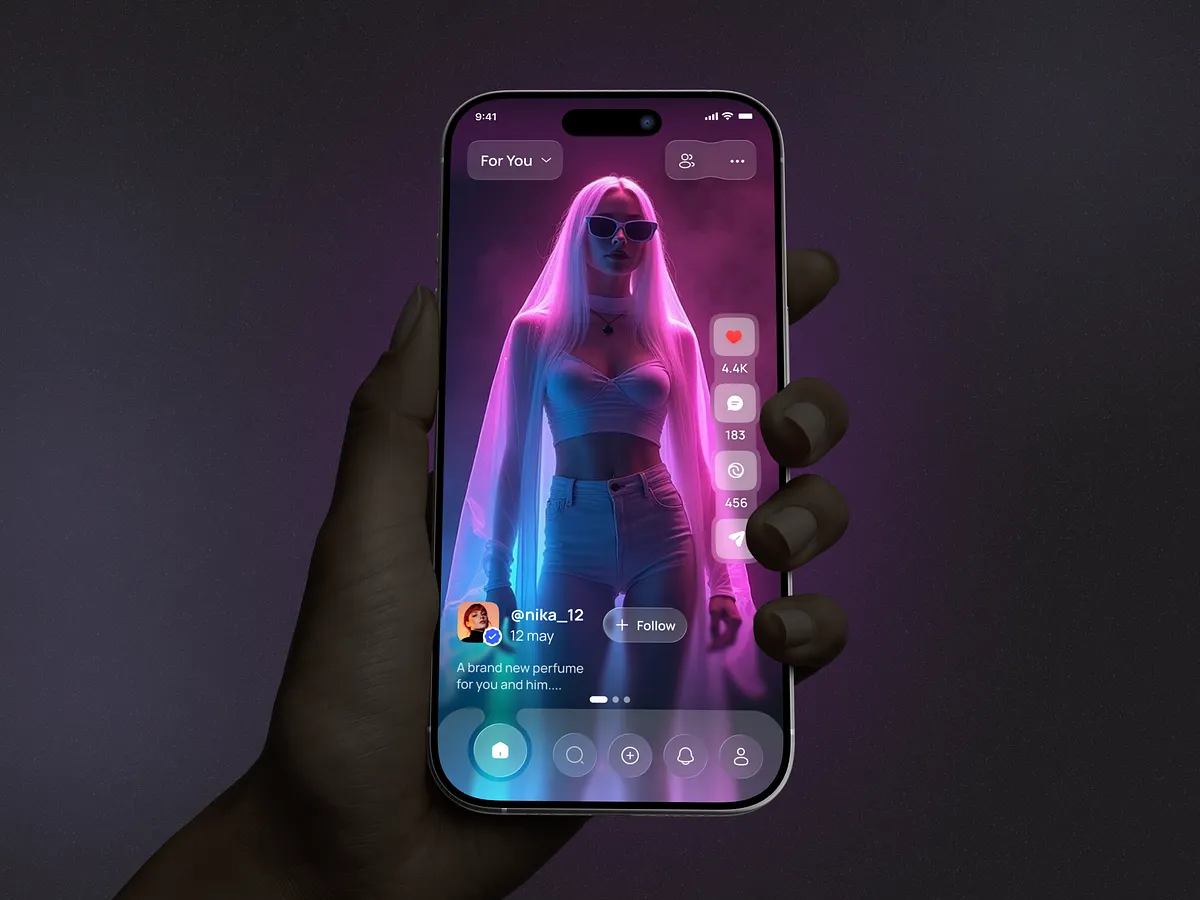 9:41
For You
4.4K
183
456
@nika_12
12 may
+ Follow
A brand new perfume
for you and him....